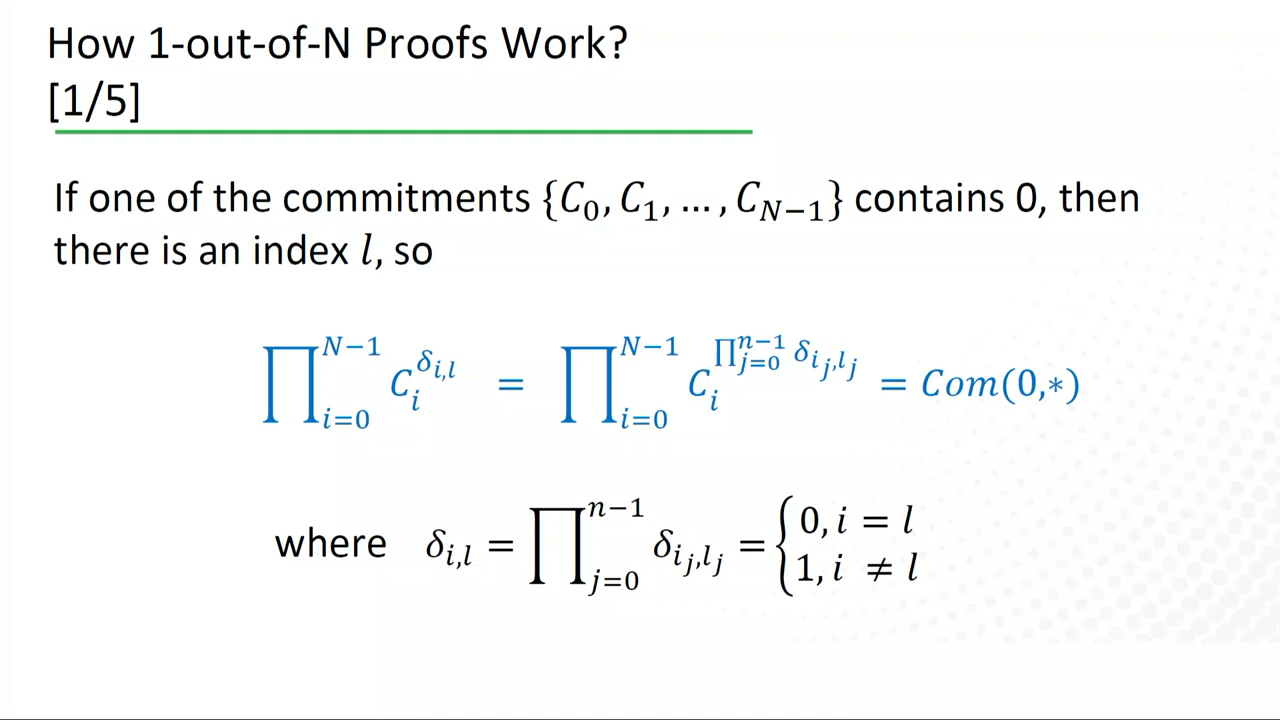 How 1-out-of-N Proofs Work?
[1/5]
If one of the commitments {C₀, C₁, … , C_{N−1}} contains 0, then
there is an index l, so
∏_{i=0}^{N−1} C_i^{δ_{i,l}} = ∏_{i=0}^{N−1} C_i^{∏_{j=0}^{n−1} δ_{i_j,l_j}} = Com(0,∗)
where δ_{i,l} = ∏_{j=0}^{n−1} δ_{i_j,l_j} = { 0, i = l
1, i ≠ l